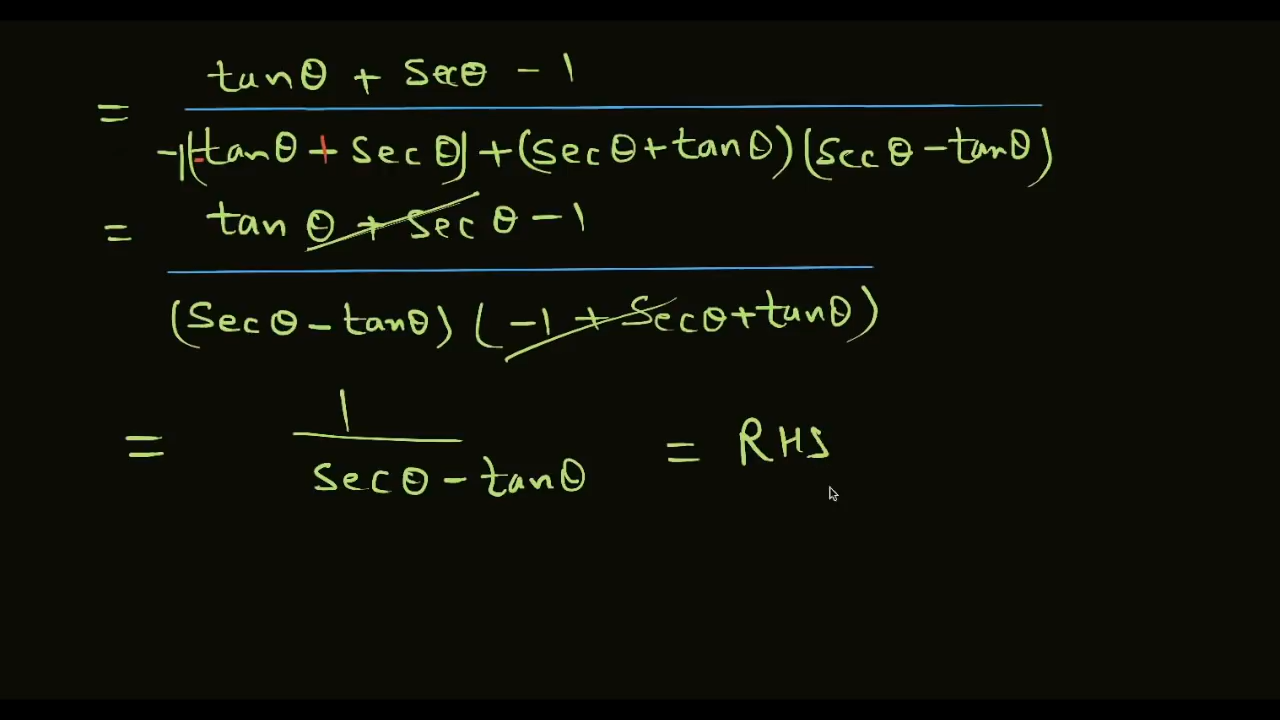 tanθ + secθ - 1
=
-1(-tanθ + secθ) + (secθ + tanθ)(secθ - tanθ)
= tan θ + sec θ - 1
(secθ - tanθ) (-1 + secθ + tanθ)
= 1 = RHS
secθ - tanθ